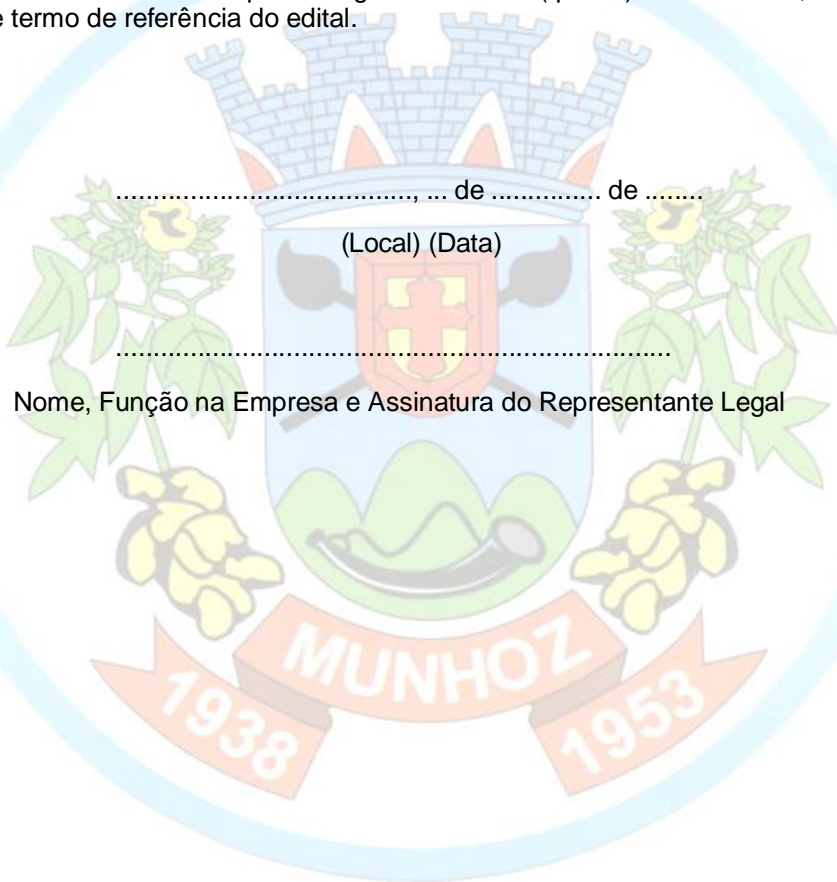 e termo de referência do edital.
........................................, ... de ............... de ........
(Local) (Data)
...........................................................................
Nome, Função na Empresa e Assinatura do Representante Legal
MUNHOZ
1938
1953